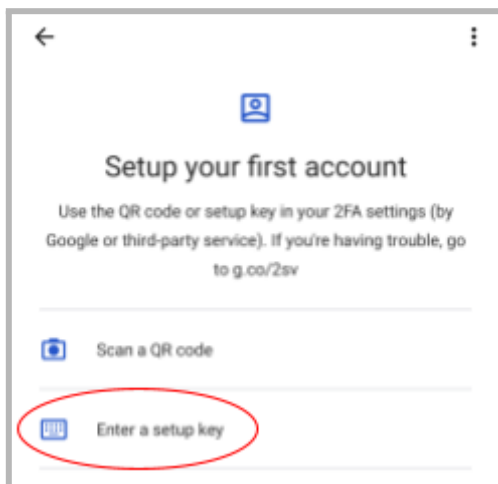 Setup your first account
Use the QR code or setup key in your 2FA settings (by
Google or third-party service). If you're having trouble, go
to g.co/2sv
Scan a QR code
Enter a setup key